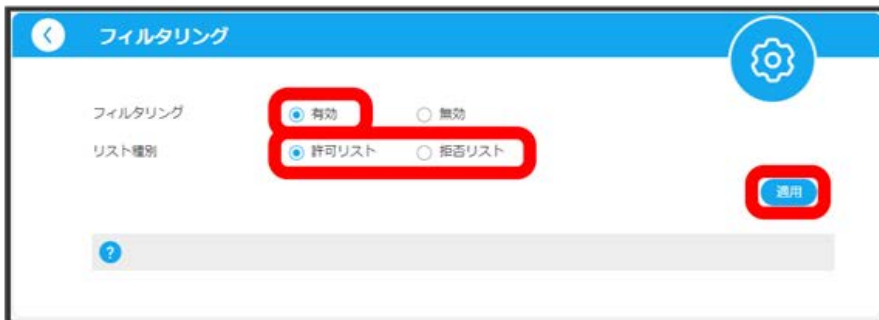 フィルタリング
フィルタリング 有効 無効
リスト種別 許可リスト 拒否リスト
適用
?